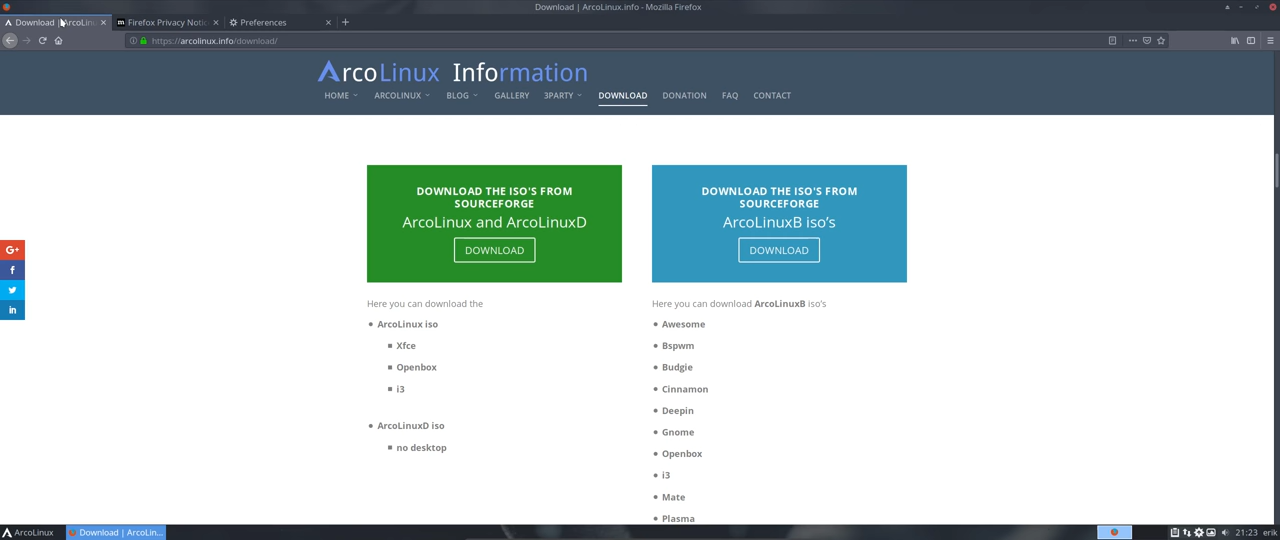 Download | ArcoLinux.info - Mozilla Firefox
Download | ArcoLinu
Firefox Privacy Notic
Preferences
https://arcolinux.info/download/
ArcoLinux Information
HOME ARCOLINUX BLOG GALLERY 3PARTY DOWNLOAD DONATION FAQ CONTACT
DOWNLOAD THE ISO'S FROM
SOURCEFORGE
ArcoLinux and ArcoLinuxD
DOWNLOAD
Here you can download the
ArcoLinux iso
Xfce
Openbox
i3
ArcoLinuxD iso
no desktop
DOWNLOAD THE ISO'S FROM
SOURCEFORGE
ArcoLinuxB iso’s
DOWNLOAD
Here you can download ArcoLinuxB iso’s
Awesome
Bspwm
Budgie
Cinnamon
Deepin
Gnome
Openbox
i3
Mate
Plasma
G+
f
in
ArcoLinux
Download | ArcoLin...
21:23 erik